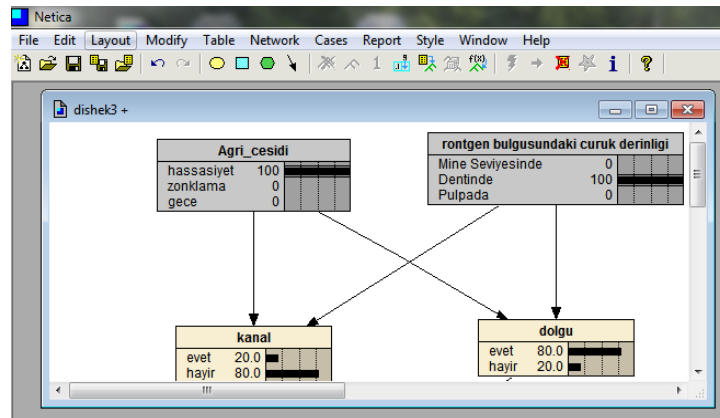 Netica
File Edit Layout Modify Table Network Cases Report Style Window Help
1 f(x) i ?
dishek3 +
Agri_cesidi
hassasiyet 100
zonklama 0
gece 0
rontgen bulgusundaki curuk derinligi
Mine Seviyesinde 0
Dentinde 100
Pulpada 0
kanal
evet 20.0
hayir 80.0
dolgu
evet 80.0
hayir 20.0